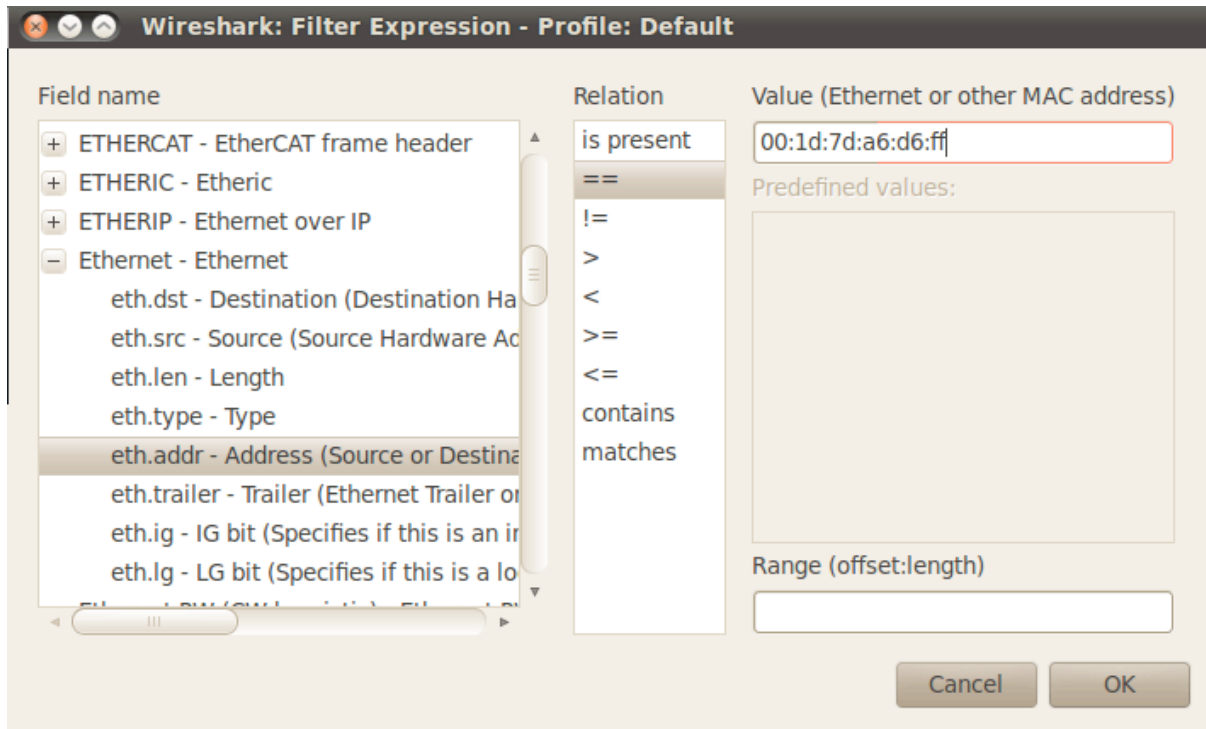 Wireshark: Filter Expression - Profile: Default
Field name
ETHERCAT - EtherCAT frame header
ETHERIC - Etheric
ETHERIP - Ethernet over IP
Ethernet - Ethernet
eth.dst - Destination (Destination Ha
eth.src - Source (Source Hardware Ad
eth.len - Length
eth.type - Type
eth.addr - Address (Source or Destina
eth.trailer - Trailer (Ethernet Trailer or
eth.ig - IG bit (Specifies if this is an ir
eth.lg - LG bit (Specifies if this is a lo
Relation
is present
==
!=
>
<
>=
<=
contains
matches
Value (Ethernet or other MAC address)
00:1d:7d:a6:d6:ff
Predefined values:
Range (offset:length)
Cancel
OK